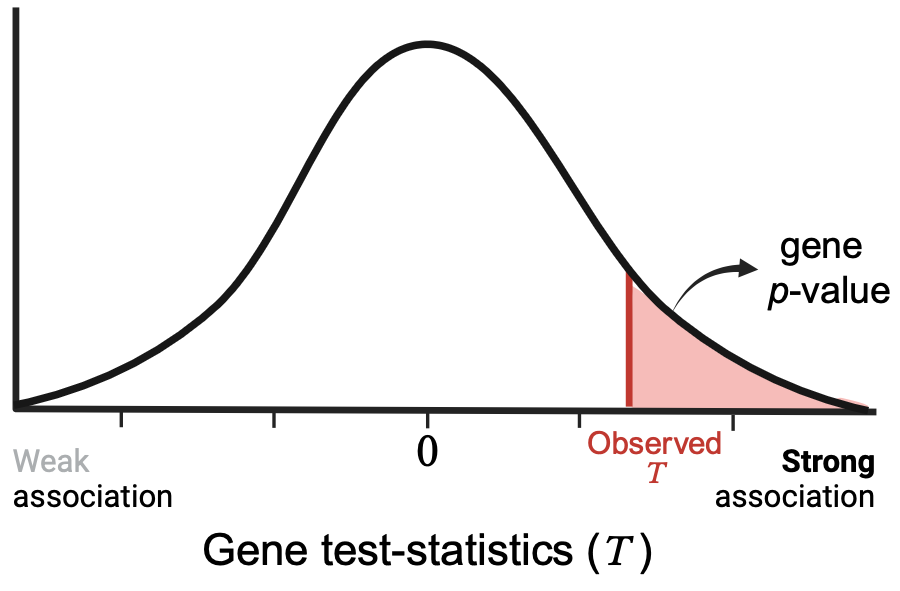 gene
p-value
0
Observed
T
Weak
association
Strong
association
Gene test-statistics (T)